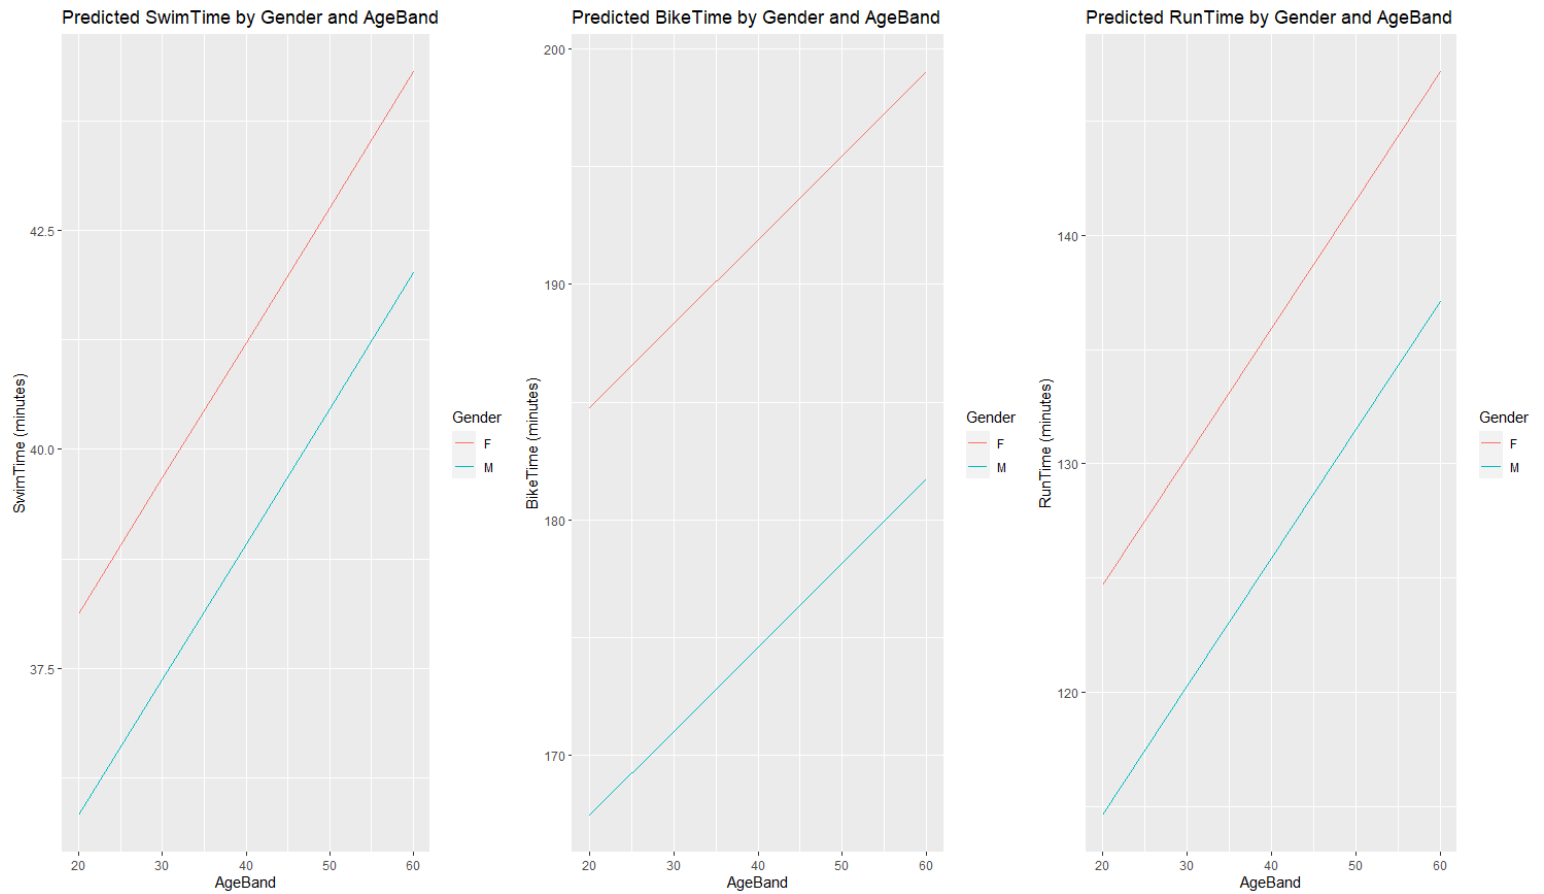 Predicted SwimTime by Gender and AgeBand
SwimTime (minutes)
42.5
40.0
37.5
20 30 40 50 60
AgeBand
Gender
F
M
Predicted BikeTime by Gender and AgeBand
BikeTime (minutes)
200
190
180
170
20 30 40 50 60
AgeBand
Gender
F
M
Predicted RunTime by Gender and AgeBand
RunTime (minutes)
140
130
120
20 30 40 50 60
AgeBand
Gender
F
M